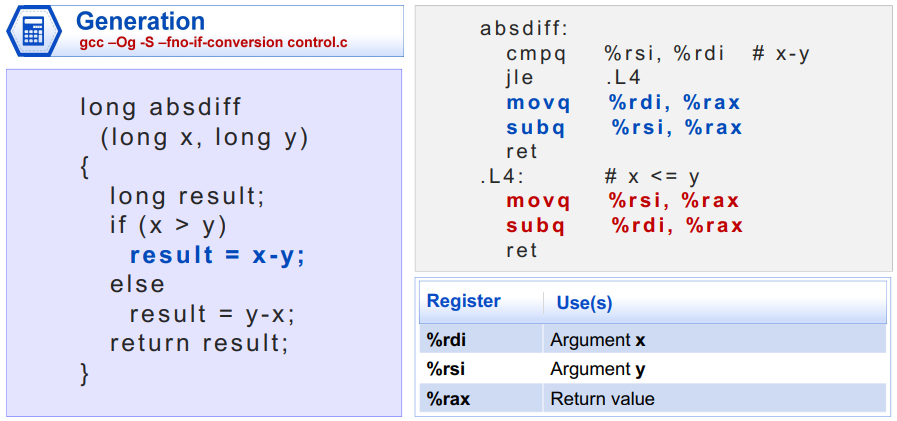 Generation
gcc –Og -S –fno-if-conversion control.c
long absdiff
(long x, long y)
{
long result;
if (x > y)
result = x-y;
else
result = y-x;
return result;
}
absdiff:
cmpq %rsi, %rdi # x-y
jle .L4
movq %rdi, %rax
subq %rsi, %rax
ret
.L4: # x <= y
movq %rsi, %rax
subq %rdi, %rax
ret
Register Use(s)
%rdi Argument x
%rsi Argument y
%rax Return value